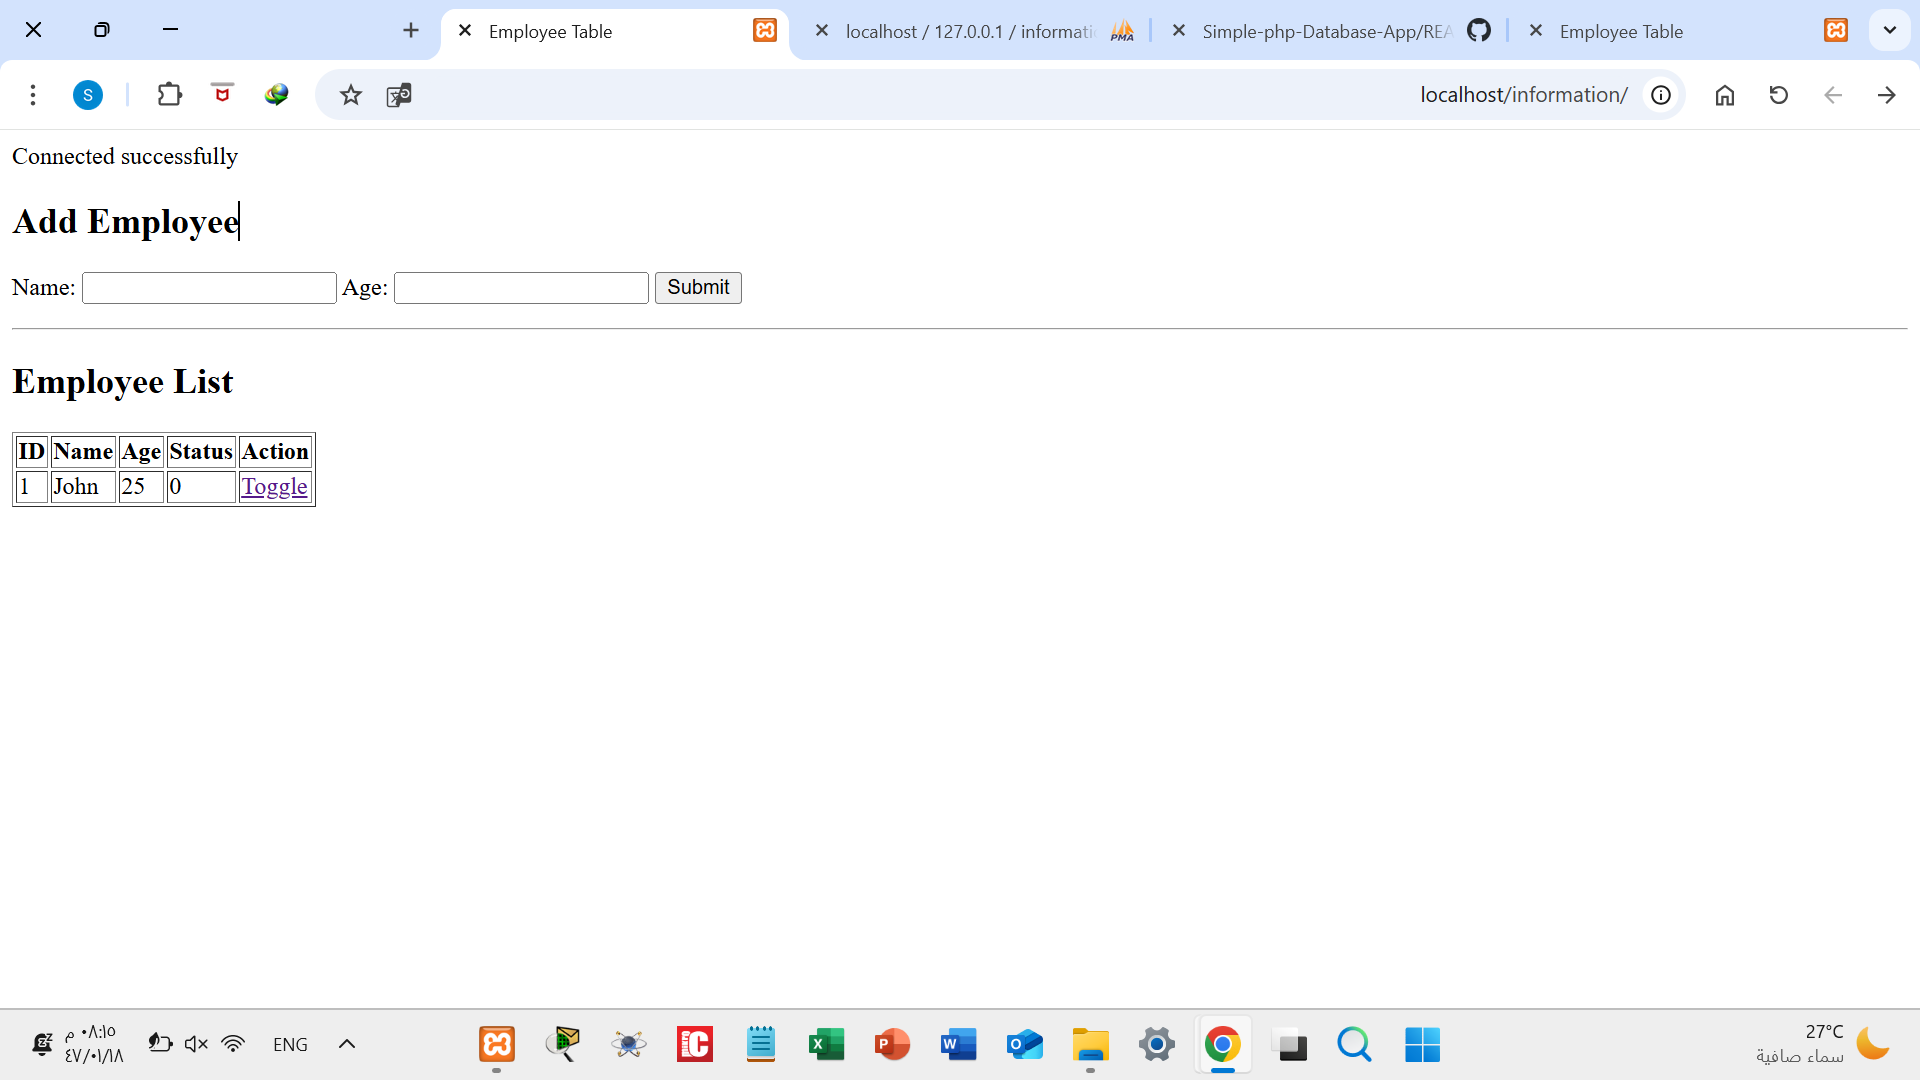 Employee Table
localhost / 127.0.0.1 / informati
PMA
Simple-php-Database-App/REA
Employee Table
S
localhost/information/
Connected successfully
Add Employee
Name:
Age:
Submit
Employee List
ID Name Age Status Action
1 John 25 0 Toggle
٠٨:١٥ م
٤٧/٠١/١٨
ENG
27°C
سماء صافية